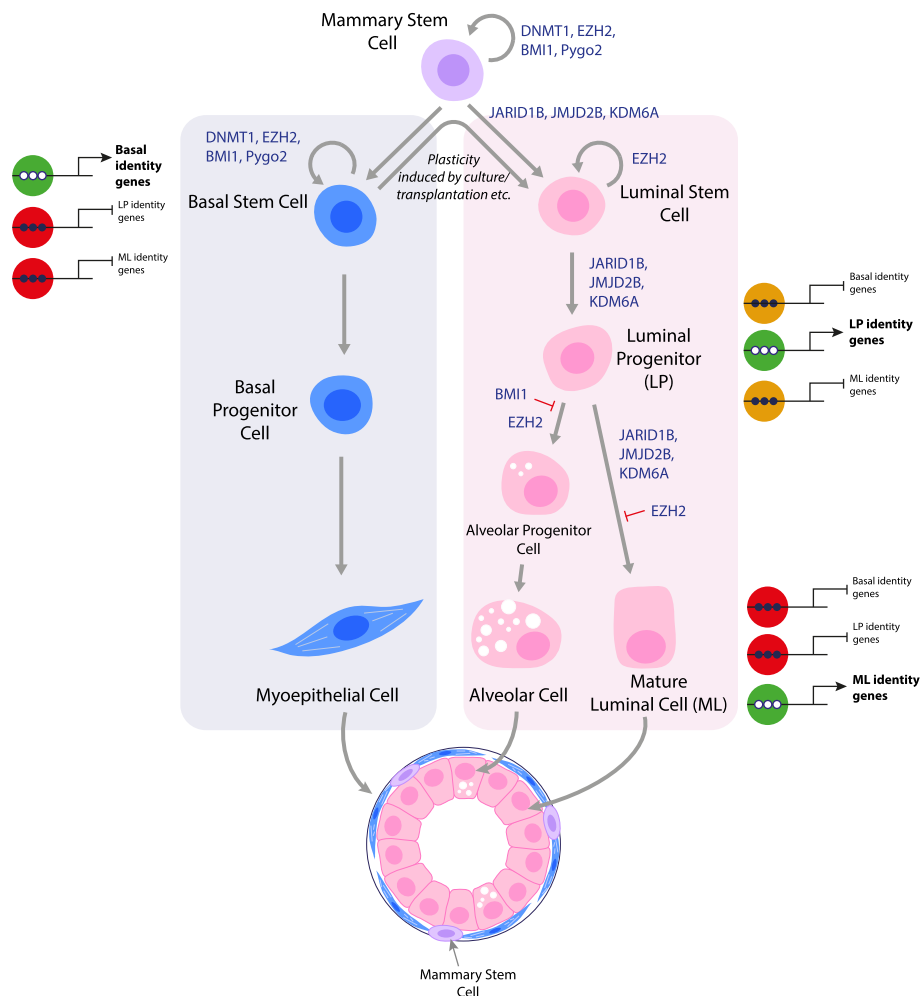 Mammary Stem
Cell
DNMT1, EZH2,
BMI1, Pygo2
JARID1B, JMJD2B, KDM6A
DNMT1, EZH2,
BMI1, Pygo2
Plasticity
induced by culture/
transplantation etc.
EZH2
Basal Stem Cell
Luminal Stem
Cell
Basal
identity
genes
LP identity
genes
ML identity
genes
JARID1B,
JMJD2B,
KDM6A
Luminal
Progenitor
(LP)
Basal identity
genes
LP identity
genes
ML identity
genes
Basal
Progenitor
Cell
BMI1
EZH2
JARID1B,
JMJD2B,
KDM6A
EZH2
Alveolar Progenitor
Cell
Basal identity
genes
LP identity
genes
ML identity
genes
Myoepithelial Cell
Alveolar Cell
Mature
Luminal Cell (ML)
Mammary Stem
Cell